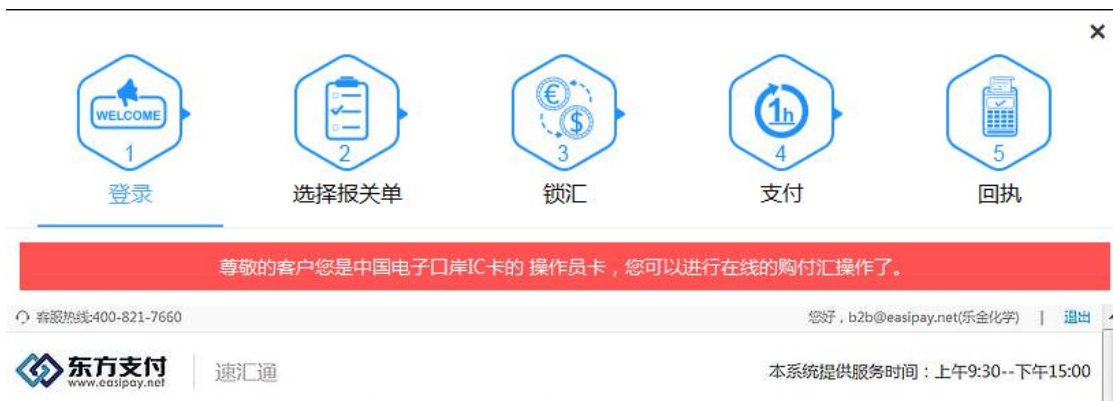 ×
WELCOME
1h
1 2 3 4 5
登录 选择报关单 锁汇 支付 回执
尊敬的客户您是中国电子口岸IC卡的 操作员卡，您可以进行在线的购付汇操作了。
客服热线:400-821-7660 您好，b2b@easipay.net(乐金化学) | 退出
东方支付 速汇通 本系统提供服务时间：上午9:30--下午15:00
www.easipay.net